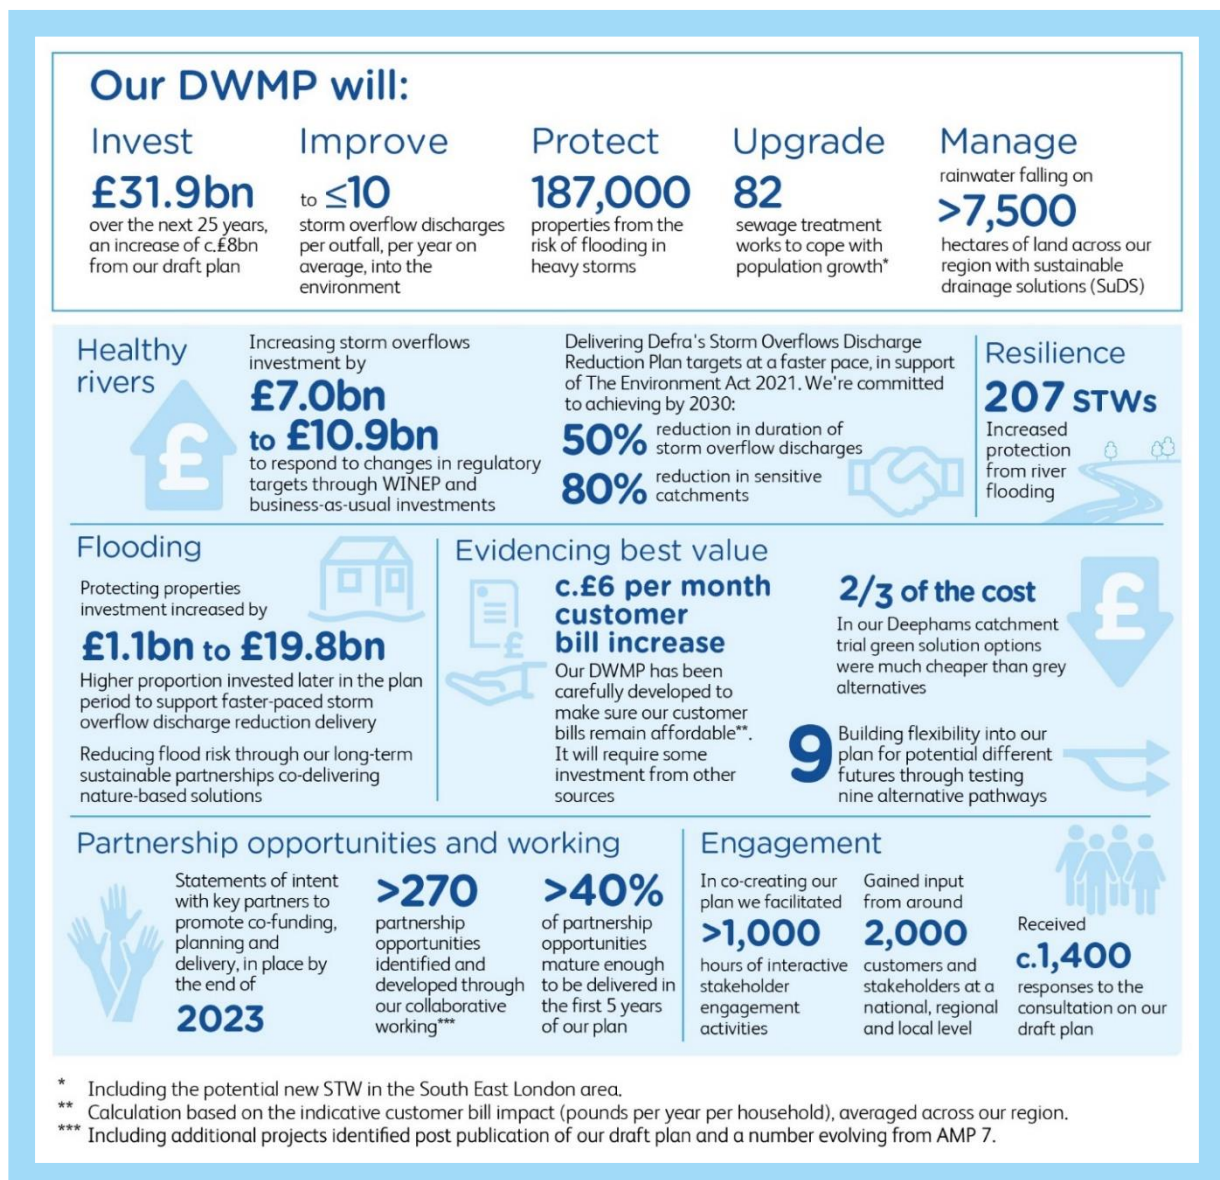 Our DWMP will:
Invest
£31.9bn
over the next 25 years,
an increase of c.£8bn
from our draft plan
Improve
to ≤10
storm overflow discharges
per outfall, per year on
average, into the
environment
Protect
187,000
properties from the
risk of flooding in
heavy storms
Upgrade
82
sewage treatment
works to cope with
population growth*
Manage
rainwater falling on
>7,500
hectares of land across our
region with sustainable
drainage solutions (SuDS)
Healthy
rivers
£
Increasing storm overflows
investment by
£7.0bn
to £10.9bn
to respond to changes in regulatory
targets through WINEP and
business-as-usual investments
Delivering Defra's Storm Overflows Discharge
Reduction Plan targets at a faster pace, in support
of The Environment Act 2021. We're committed
to achieving by 2030:
50%
reduction in duration of
storm overflow discharges
80%
reduction in sensitive
catchments
Resilience
207 STWs
Increased
protection
from river
flooding
Flooding
Protecting properties
investment increased by
£1.1bn to £19.8bn
Higher proportion invested later in the plan
period to support faster-paced storm
overflow discharge reduction delivery
Reducing flood risk through our long-term
sustainable partnerships co-delivering
nature-based solutions
Evidencing best value
£
c.£6 per month
customer
bill increase
Our DWMP has been
carefully developed to
make sure our customer
bills remain affordable**.
It will require some
investment from other
sources
2/3 of the cost
In our Deephams catchment
trial green solution options
were much cheaper than grey
alternatives
£
9
Building flexibility into our
plan for potential different
futures through testing
nine alternative pathways
Partnership opportunities and working
Statements of intent
with key partners to
promote co-funding,
planning and
delivery, in place by
the end of
2023
>270
partnership
opportunities
identified and
developed through
our collaborative
working***
>40%
of partnership
opportunities
mature enough
to be delivered in
the first 5 years
of our plan
Engagement
In co-creating our
plan we facilitated
>1,000
hours of interactive
stakeholder
engagement
activities
Gained input
from around
2,000
customers and
stakeholders at a
national, regional
and local level
Received
c.1,400
responses to the
consultation on our
draft plan
* Including the potential new STW in the South East London area.
** Calculation based on the indicative customer bill impact (pounds per year per household), averaged across our region.
*** Including additional projects identified post publication of our draft plan and a number evolving from AMP 7.